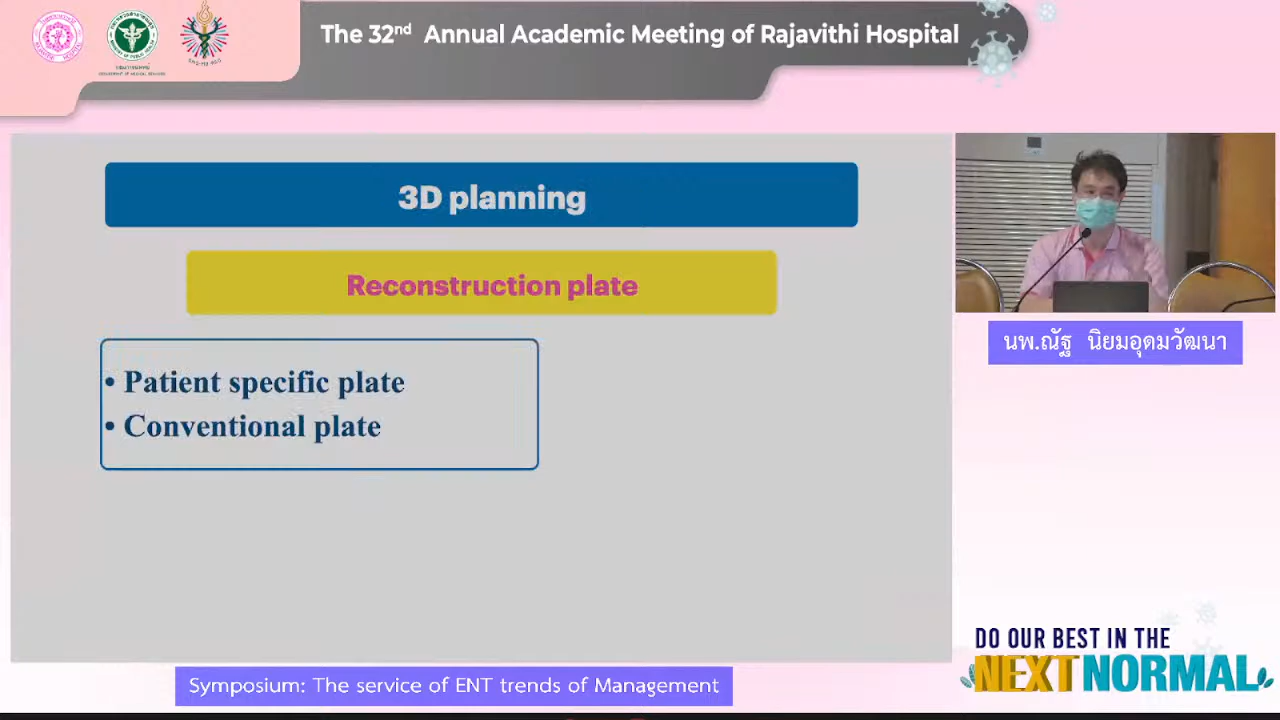 The 32nd Annual Academic Meeting of Rajavithi Hospital
3D planning
Reconstruction plate
• Patient specific plate
• Conventional plate
นพ.ณัฐ นิยมอุดมวัฒนา
DO OUR BEST IN THE
NEXT NORMAL
Symposium: The service of ENT trends of Management